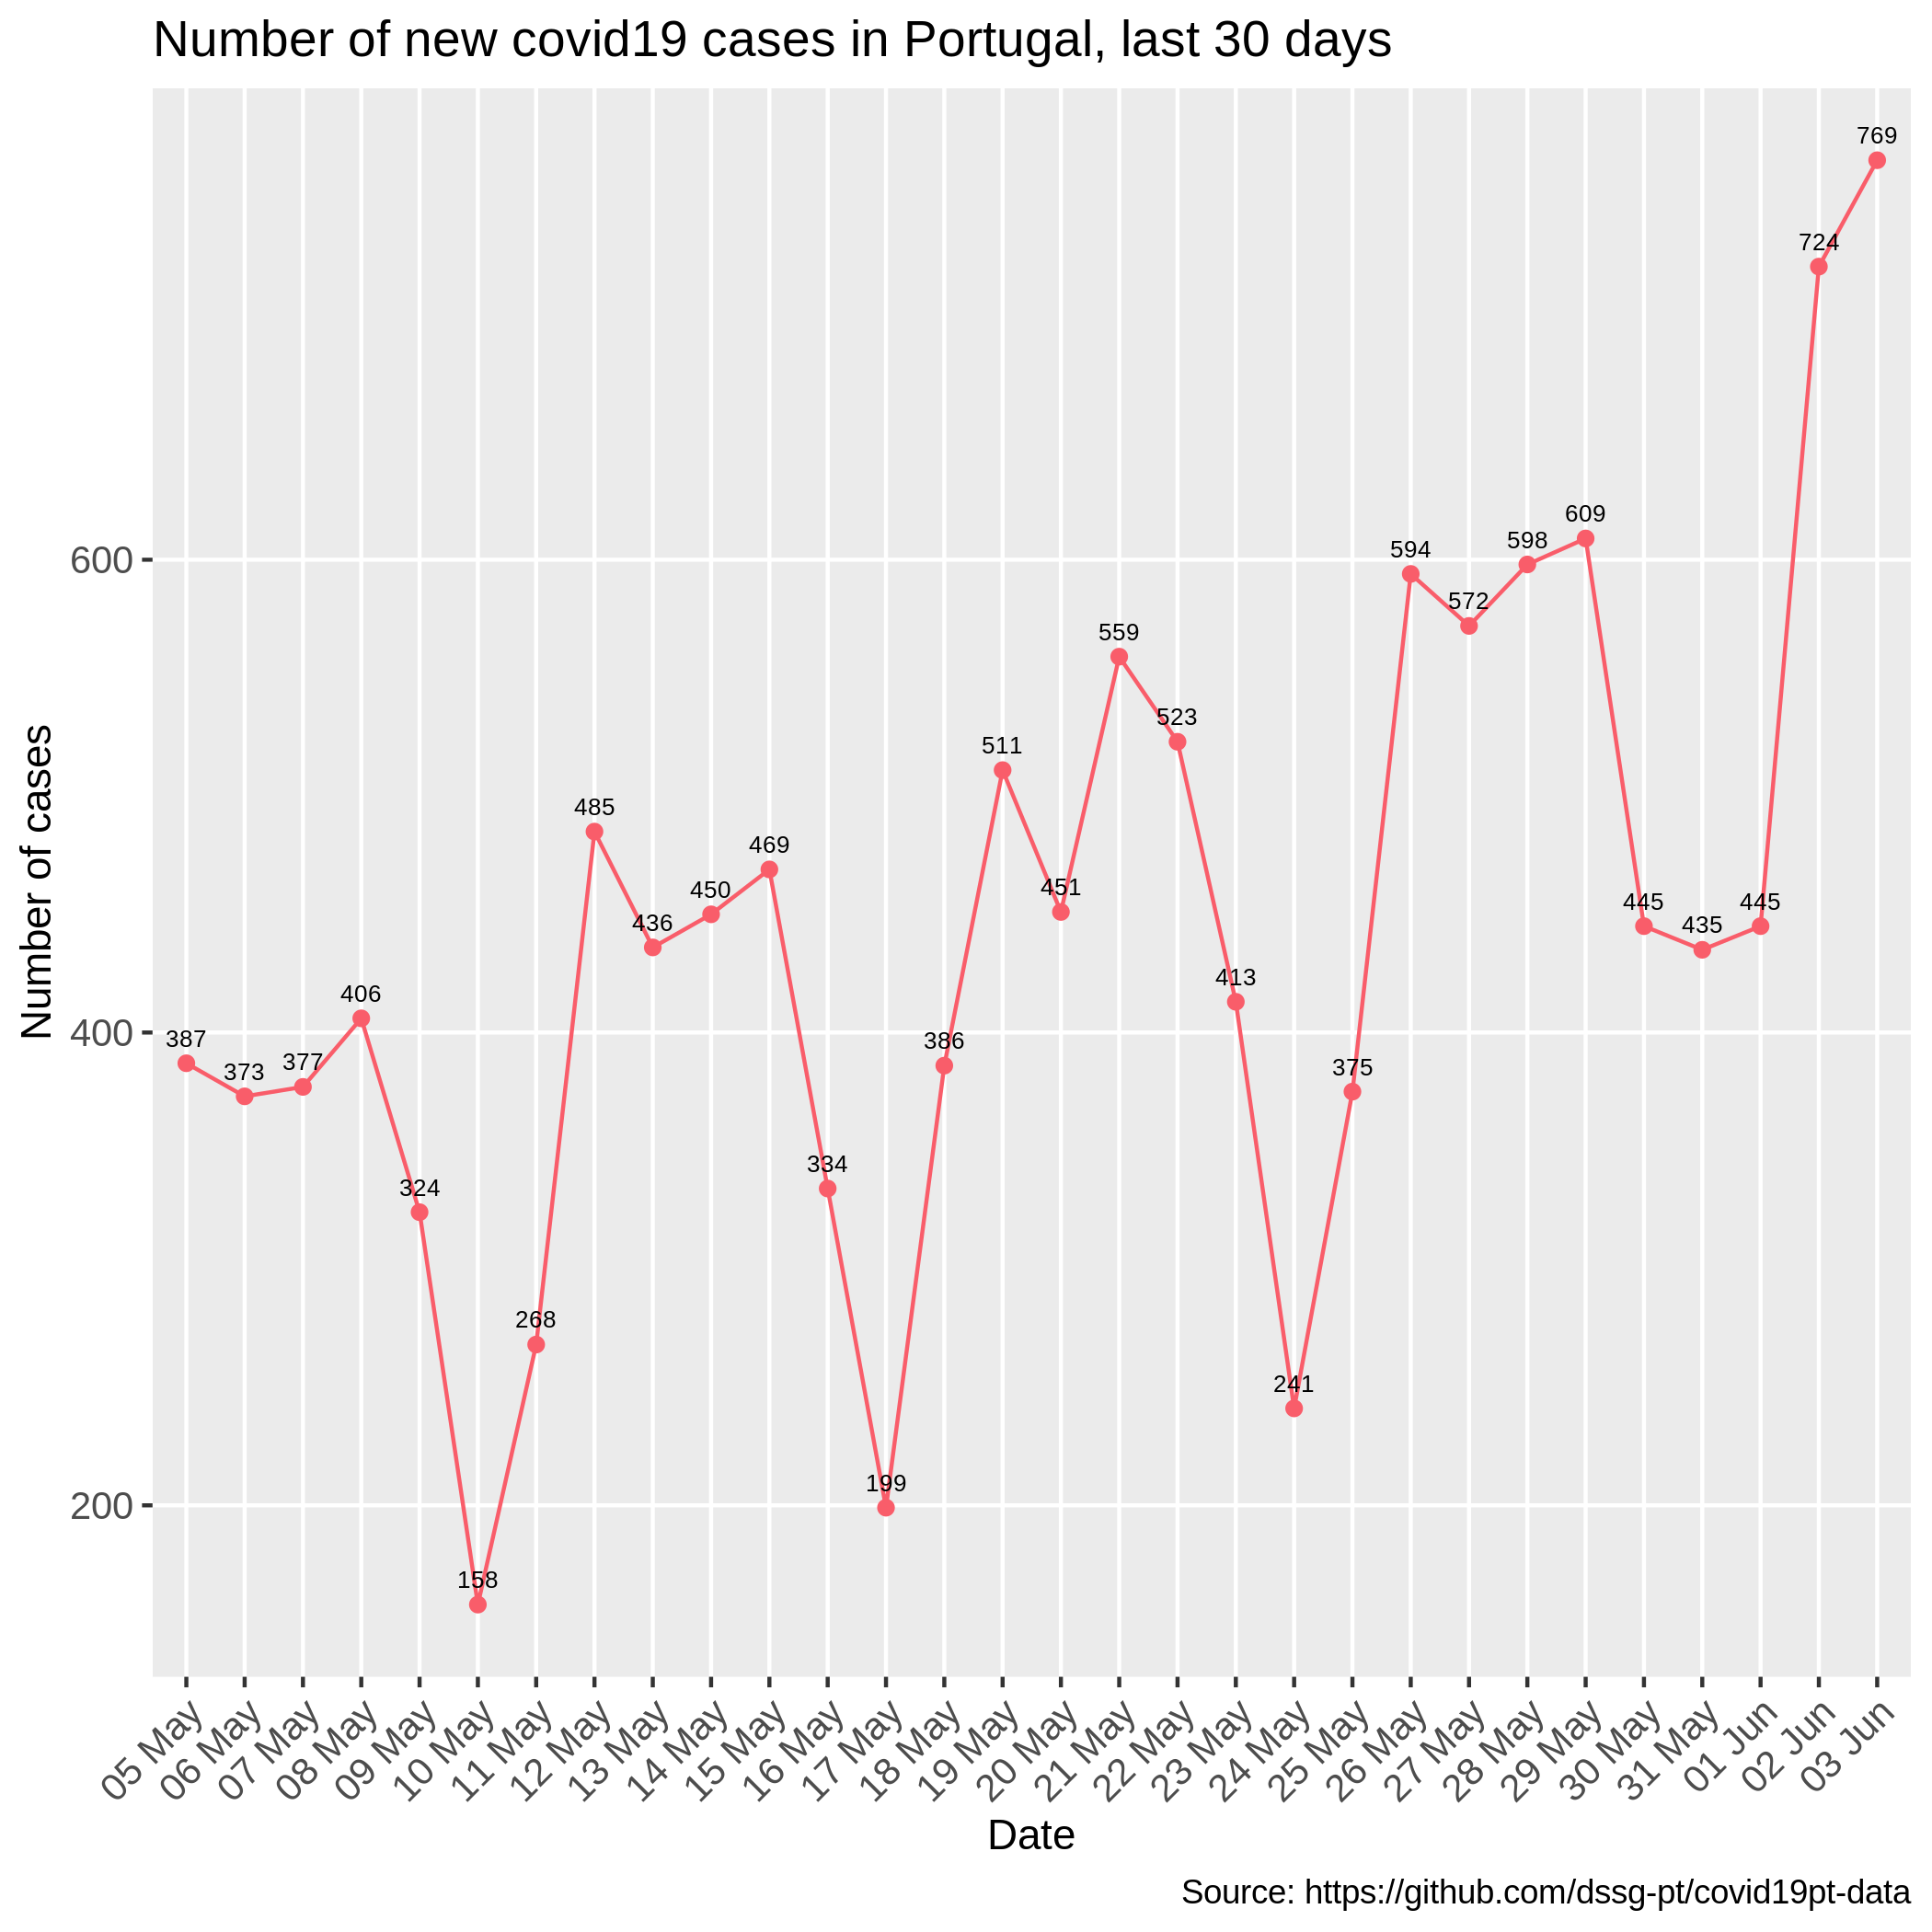 Number of new covid19 cases in Portugal, last 30 days
Number of cases
600
400
200
387
373
377
406
324
158
268
485
436
450
469
334
199
386
511
451
559
523
413
241
375
594
572
598
609
445
435
445
724
769
05 May
06 May
07 May
08 May
09 May
10 May
11 May
12 May
13 May
14 May
15 May
16 May
17 May
18 May
19 May
20 May
21 May
22 May
23 May
24 May
25 May
26 May
27 May
28 May
29 May
30 May
31 May
01 Jun
02 Jun
03 Jun
Date
Source: https://github.com/dssg-pt/covid19pt-data